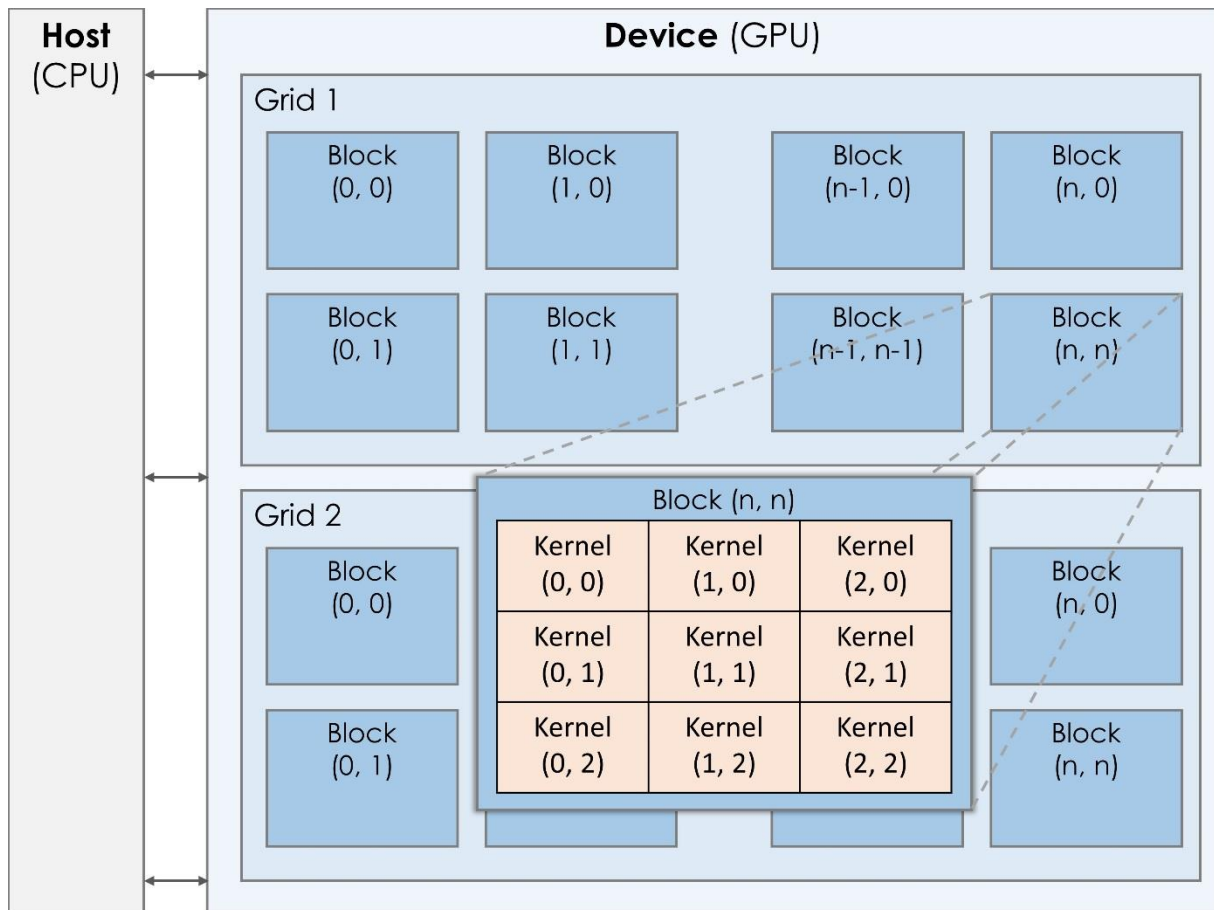 Host
(CPU)
Device (GPU)
Grid 1
Block
(0, 0)
Block
(1, 0)
Block
(n-1, 0)
Block
(n, 0)
Block
(0, 1)
Block
(1, 1)
Block
(n-1, n-1)
Block
(n, n)
Grid 2
Block
(0, 0)
Block (n, n)
Kernel
(0, 0)
Kernel
(1, 0)
Kernel
(2, 0)
Kernel
(0, 1)
Kernel
(1, 1)
Kernel
(2, 1)
Kernel
(0, 2)
Kernel
(1, 2)
Kernel
(2, 2)
Block
(n, 0)
Block
(0, 1)
Block
(n, n)